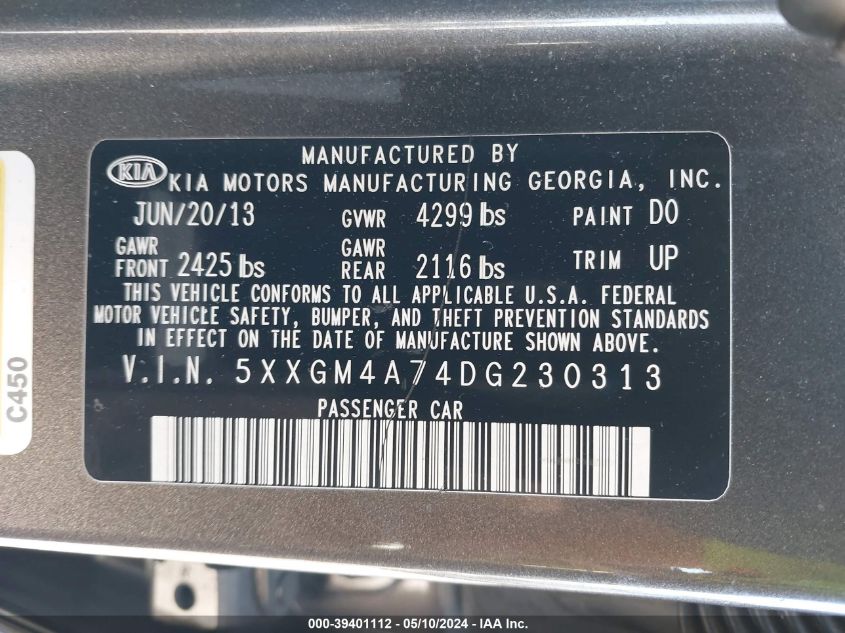 MANUFACTURED BY
KIA KIA MOTORS MANUFACTURING GEORGIA, INC.
JUN/20/13 GVWR 4299 lbs PAINT D0
GAWR FRONT 2425 lbs GAWR REAR 2116 lbs TRIM UP
THIS VEHICLE CONFORMS TO ALL APPLICABLE U.S.A. FEDERAL
MOTOR VEHICLE SAFETY, BUMPER, AND THEFT PREVENTION STANDARDS
IN EFFECT ON THE DATE OF MANUFACTURE SHOWN ABOVE.
V.I.N. 5XXGM4A74DG230313
PASSENGER CAR
C450
000-39401112 - 05/10/2024 - IAA Inc.